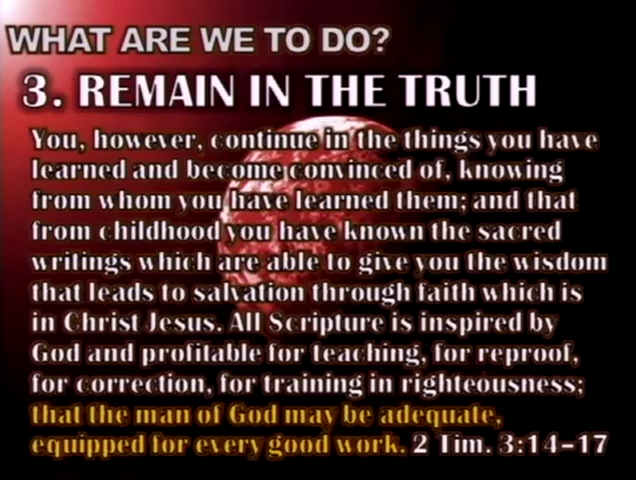 WHAT ARE WE TO DO?
3. REMAIN IN THE TRUTH
You, however, continue in the things you have
learned and become convinced of, knowing
from whom you have learned them; and that
from childhood you have known the sacred
writings which are able to give you the wisdom
that leads to salvation through faith which is
in Christ Jesus. All Scripture is inspired by
God and profitable for teaching, for reproof,
for correction, for training in righteousness;
that the man of God may be adequate,
equipped for every good work. 2 Tim. 3:14-17